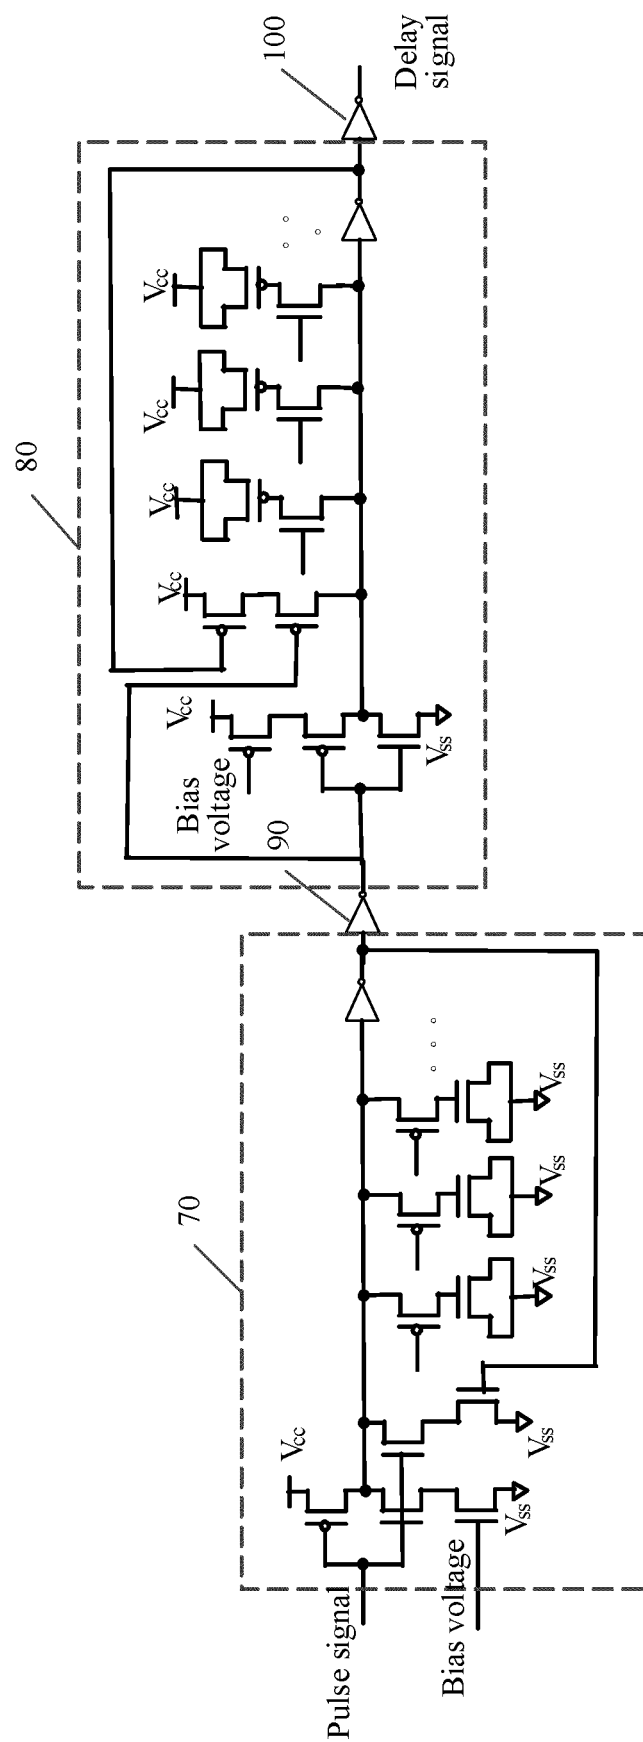 Pulse signal
Bias voltage
Vcc
Vss
Vss
70
Vss
Vss
Vss
90
Bias
voltage
Vcc
Vss
80
Vcc
Vcc
Vcc
Vcc
100
Delay
signal